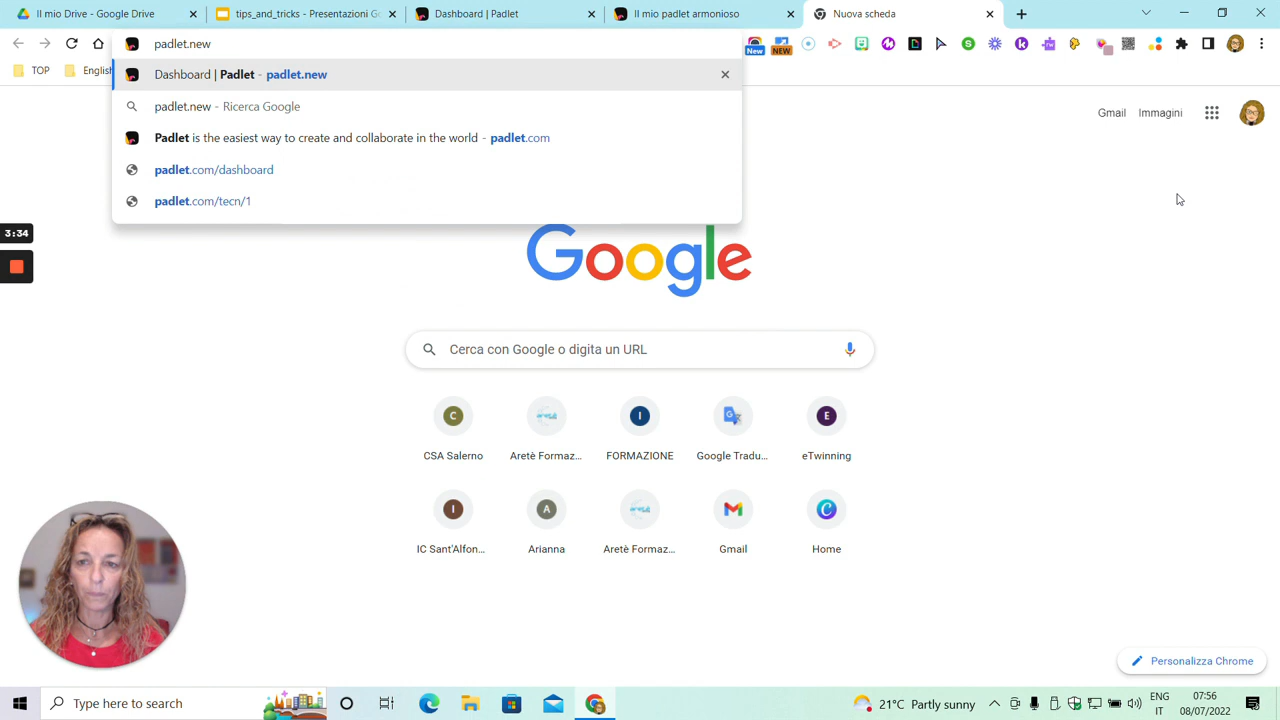 Il mio Drive - Google Drive
tips_and_tricks - Presentazioni Go
Dashboard | Padlet
Il mio padlet armonioso
Nuova scheda
padlet.new
New
NEW
TOP
English
Dashboard | Padlet - padlet.new
padlet.new - Ricerca Google
Padlet is the easiest way to create and collaborate in the world - padlet.com
padlet.com/dashboard
padlet.com/tecn/1
Gmail
Immagini
3:34
Google
Cerca con Google o digita un URL
C
I
E
CSA Salerno
Aretè Formaz...
FORMAZIONE
Google Tradu...
eTwinning
I
A
IC Sant'Alfon...
Arianna
Aretè Formaz...
Gmail
Home
Personalizza Chrome
Type here to search
21°C Partly sunny
ENG
IT
07:56
08/07/2022